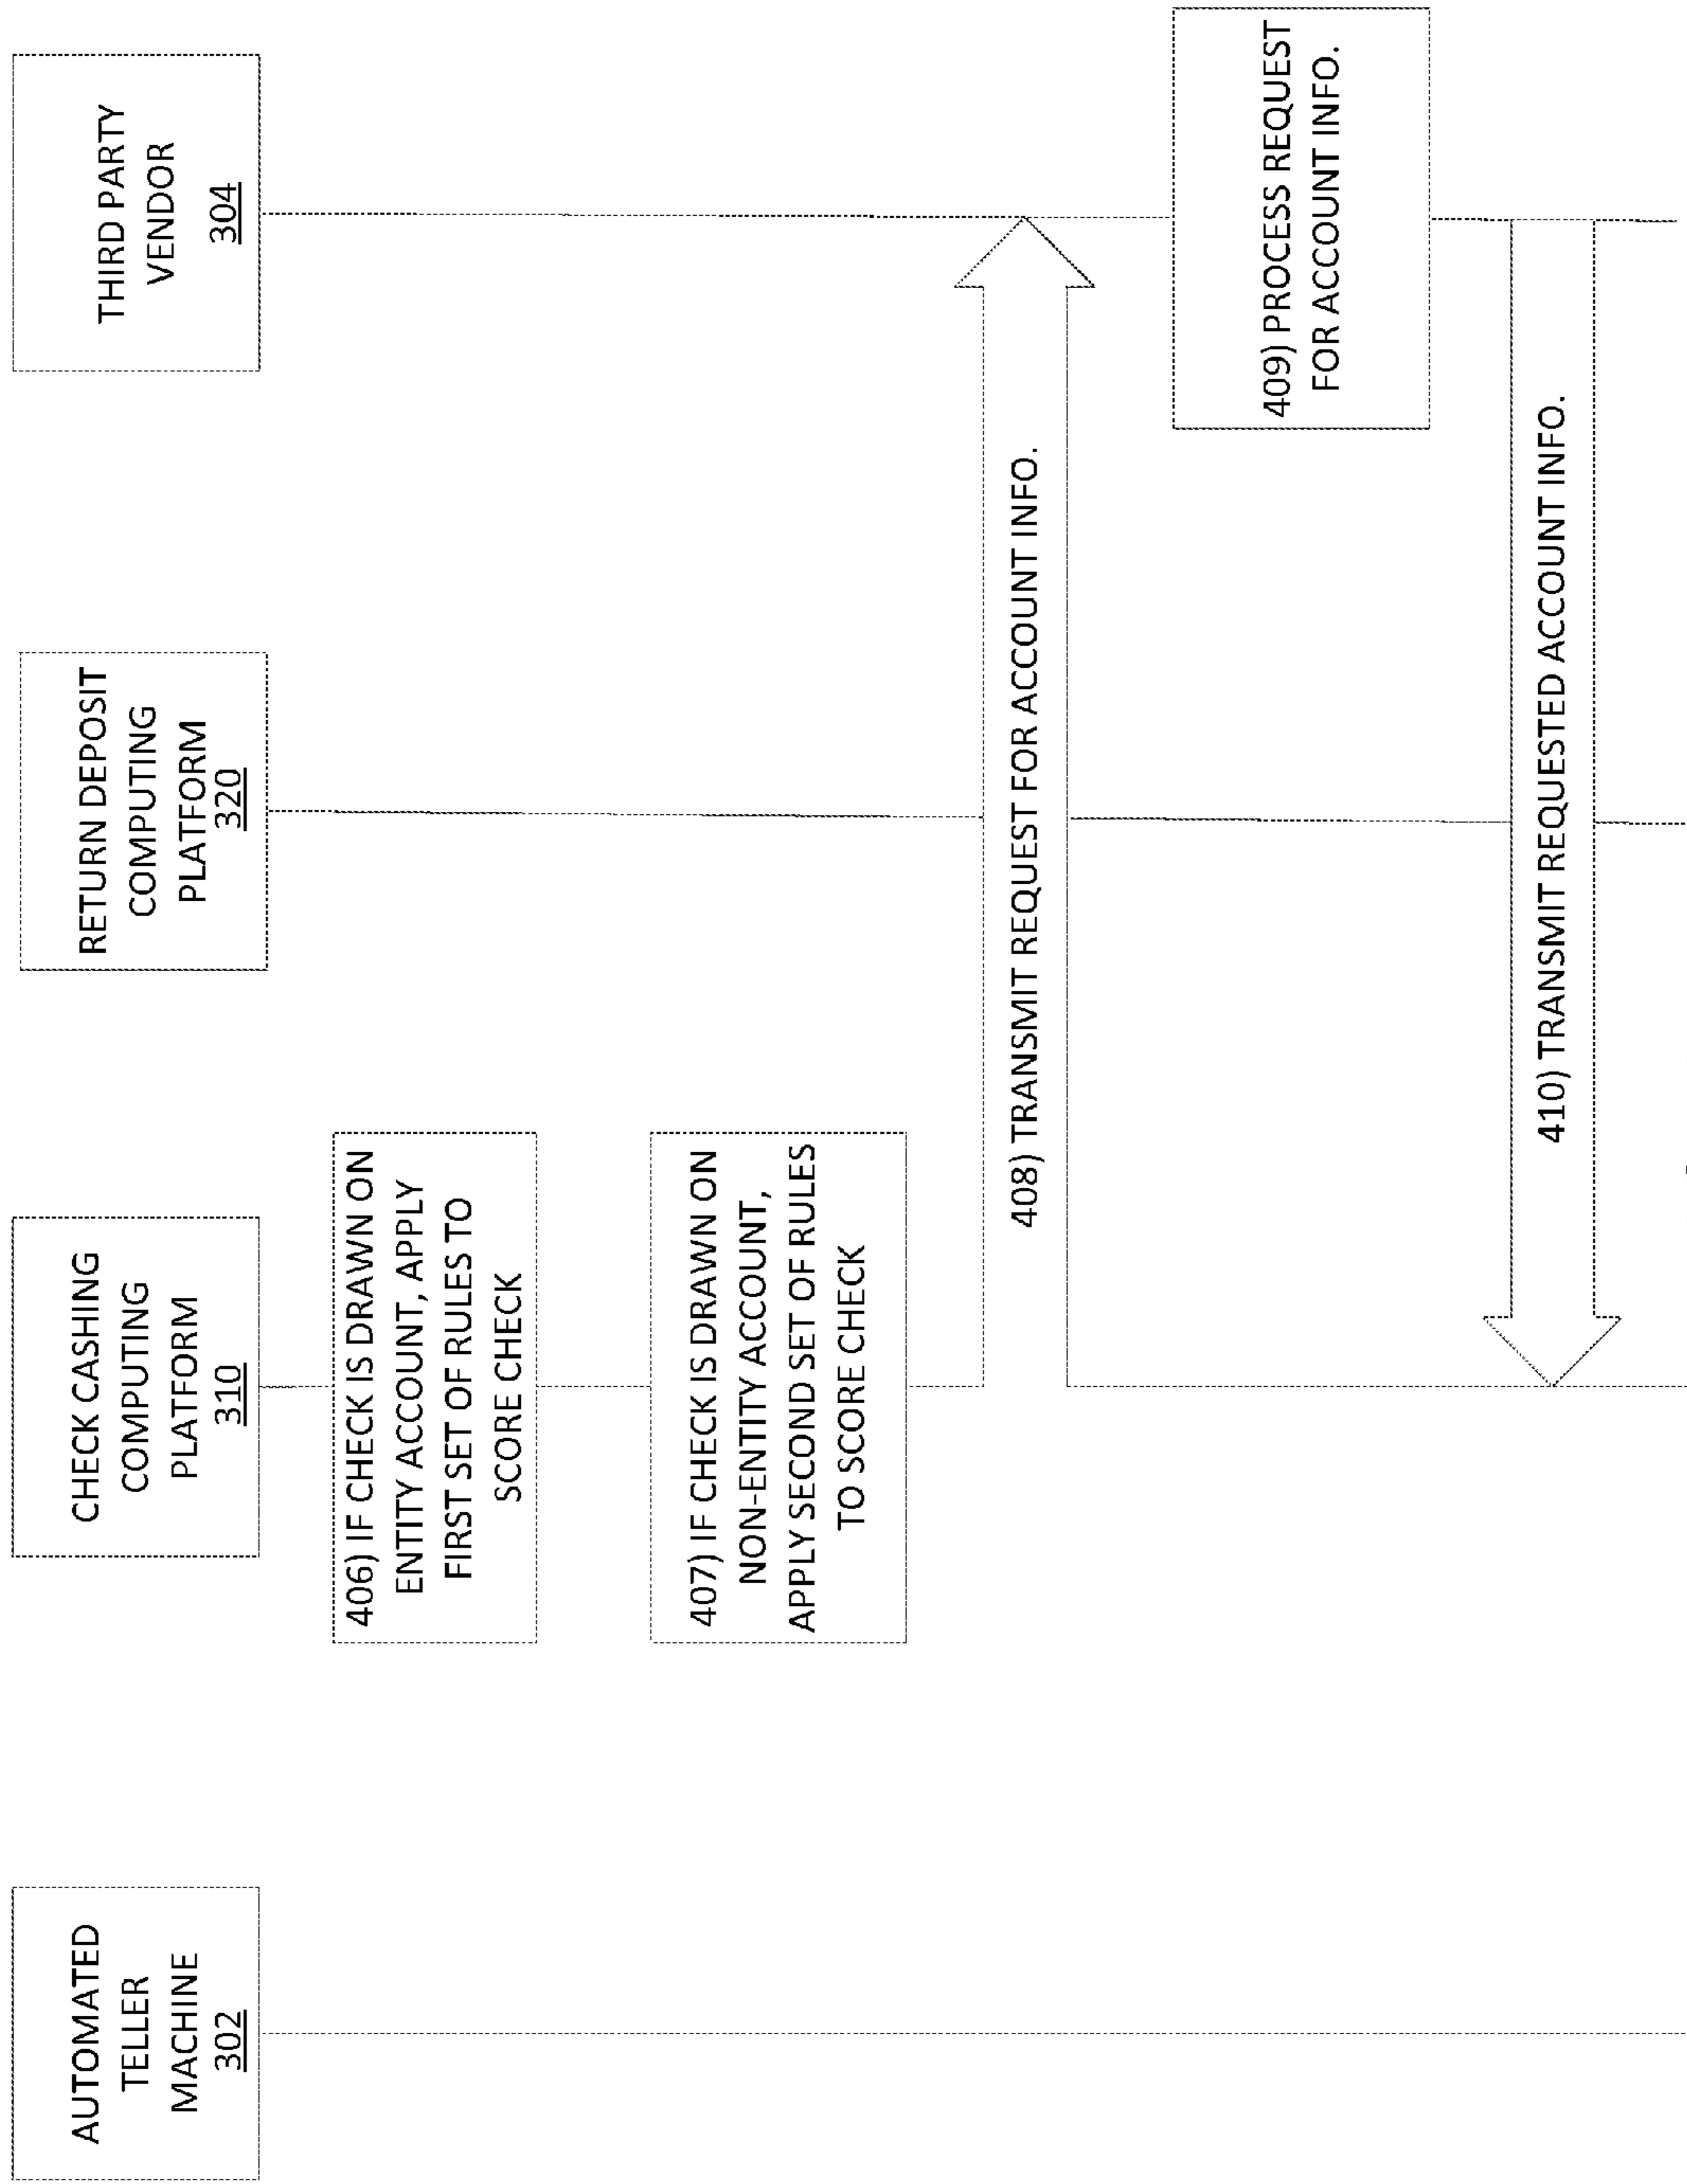 AUTOMATED
TELLER
MACHINE
302
CHECK CASHING
COMPUTING
PLATFORM
310
RETURN DEPOSIT
COMPUTING
PLATFORM
320
THIRD PARTY
VENDOR
304
406) IF CHECK IS DRAWN ON
ENTITY ACCOUNT, APPLY
FIRST SET OF RULES TO
SCORE CHECK
407) IF CHECK IS DRAWN ON
NON-ENTITY ACCOUNT,
APPLY SECOND SET OF RULES
TO SCORE CHECK
408) TRANSMIT REQUEST FOR ACCOUNT INFO.
409) PROCESS REQUEST
FOR ACCOUNT INFO.
410) TRANSMIT REQUESTED ACCOUNT INFO.